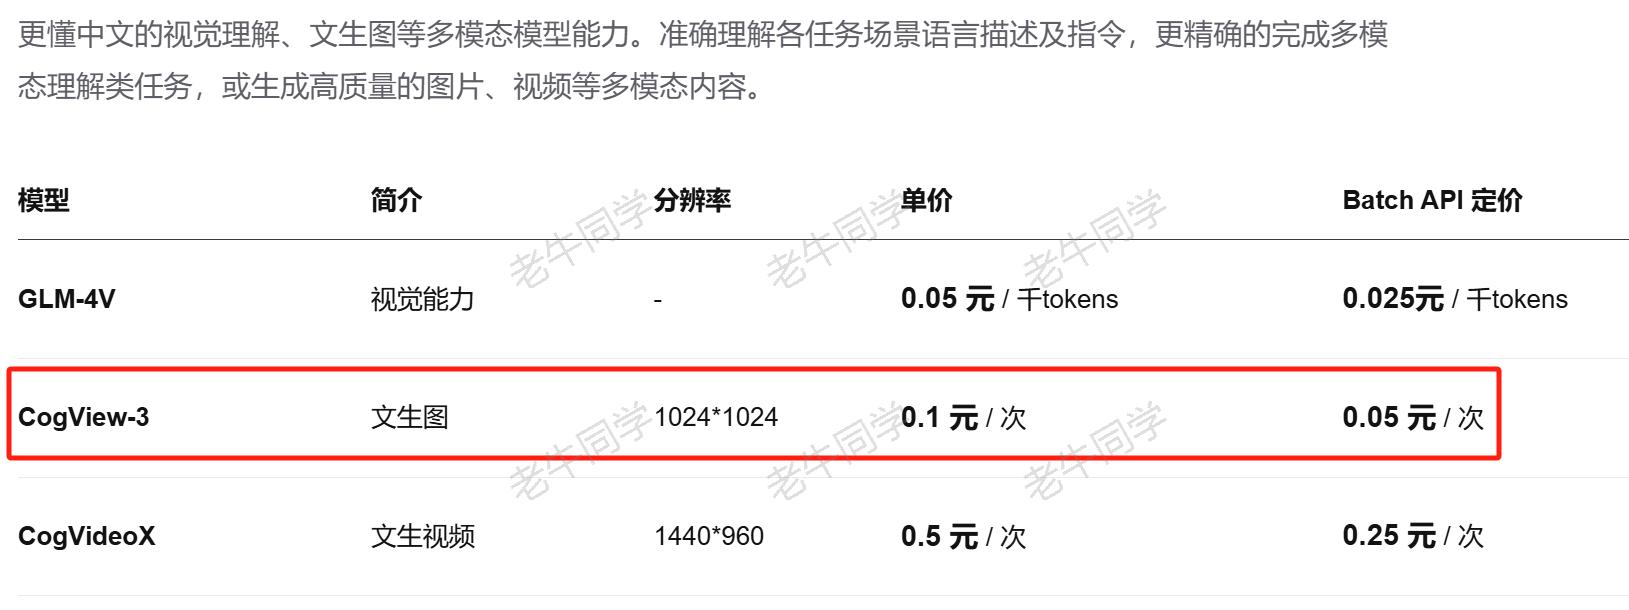 更懂中文的视觉理解、文生图等多模态模型能力。准确理解各任务场景语言描述及指令，更精确的完成多模
态理解类任务，或生成高质量的图片、视频等多模态内容。
模型 简介 分辨率 单价 Batch API 定价
GLM-4V 视觉能力 - 0.05 元 / 千tokens 0.025元 / 千tokens
CogView-3 文生图 1024*1024 0.1 元 / 次 0.05 元 / 次
CogVideoX 文生视频 1440*960 0.5 元 / 次 0.25 元 / 次
老牛同学 老牛同学 老牛同学
老牛同学 老牛同学 老牛同学